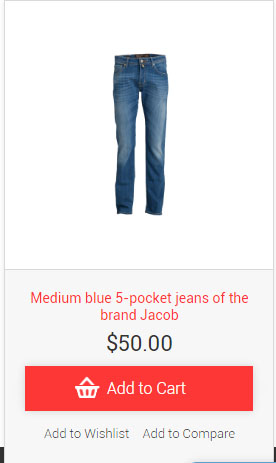 Medium blue 5-pocket jeans of the
brand Jacob
$50.00
Add to Cart
Add to Wishlist Add to Compare